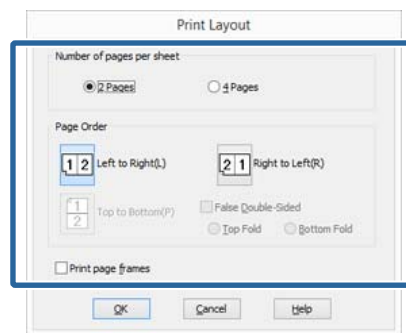 Print Layout
Number of pages per sheet
2 Pages 4 Pages
Page Order
1 2 Left to Right(L) 2 1 Right to Left(R)
1 2 Top to Bottom(P) False Double-Sided
Top Fold Bottom Fold
Print page frames
OK Cancel Help